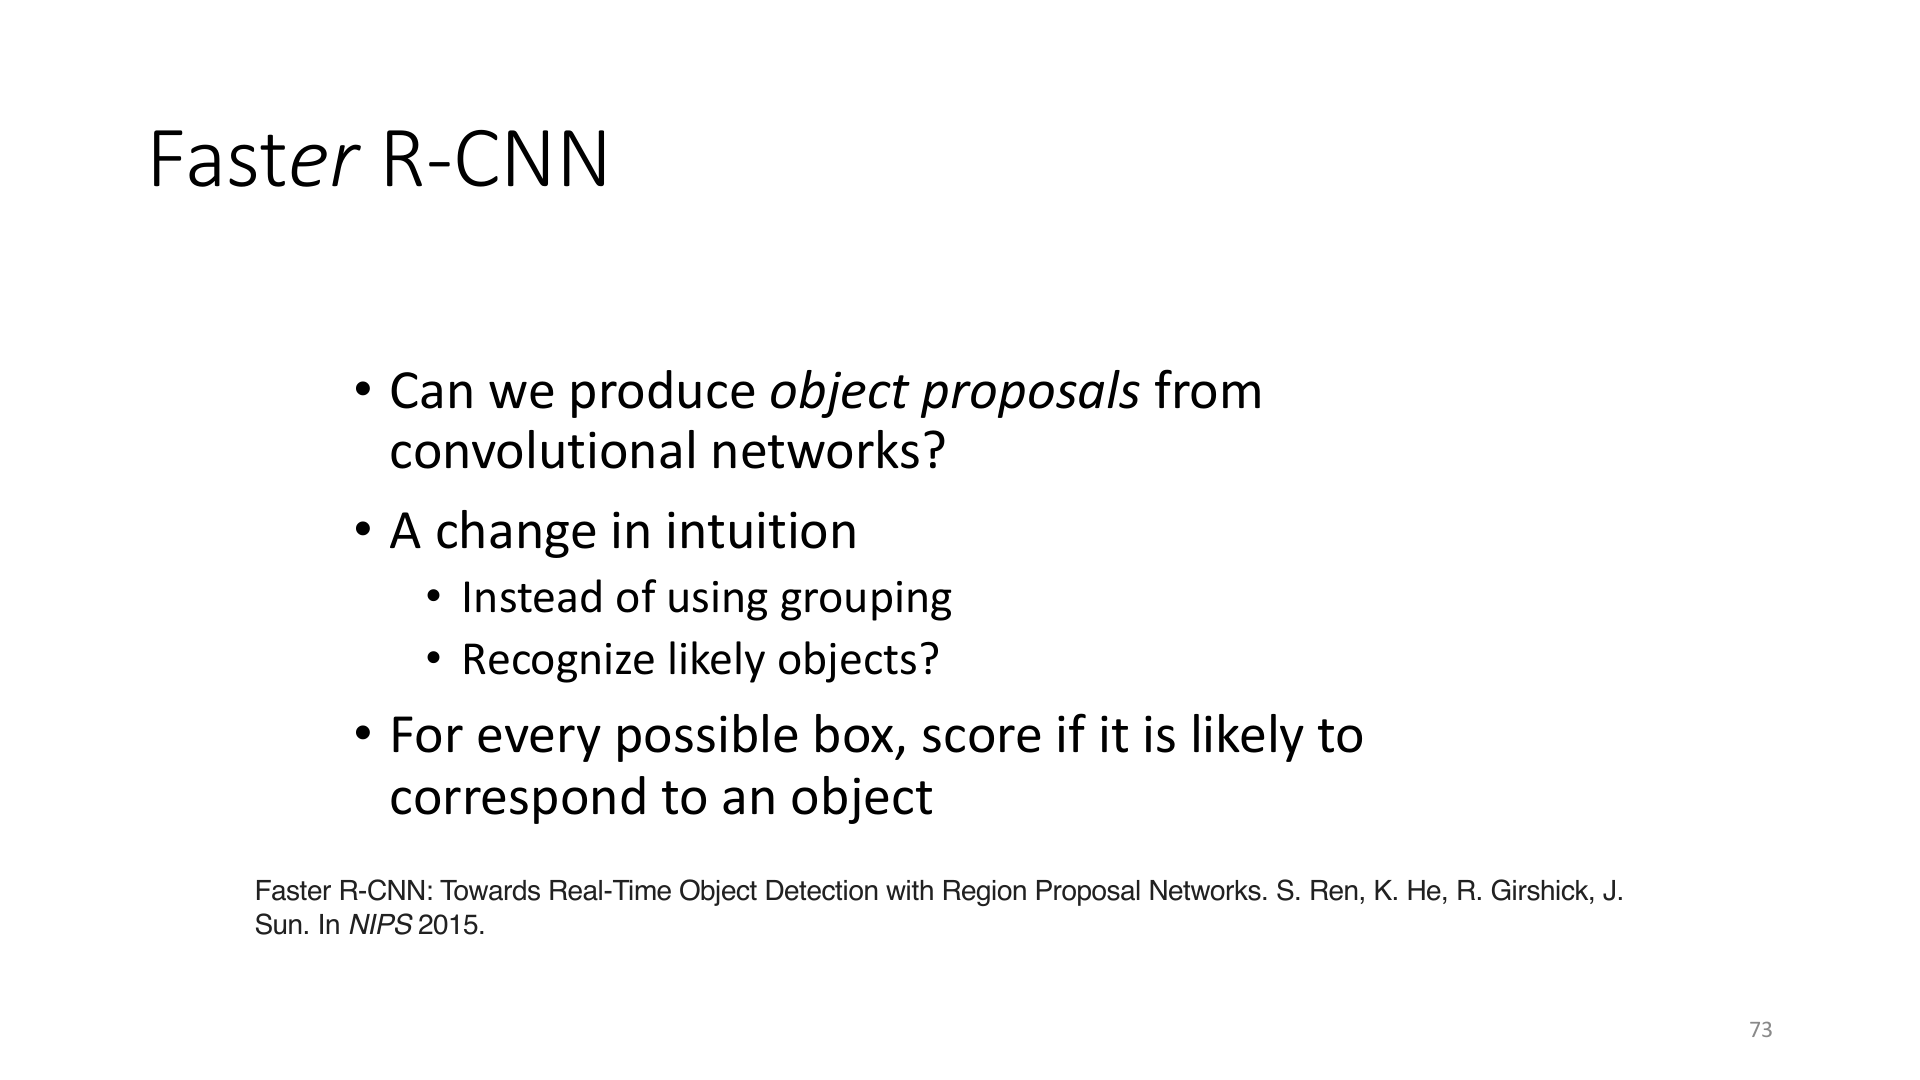 Faster R-CNN
• Can we produce object proposals from
convolutional networks?
• A change in intuition
• Instead of using grouping
• Recognize likely objects?
• For every possible box, score if it is likely to
correspond to an object
Faster R-CNN: Towards Real-Time Object Detection with Region Proposal Networks. S. Ren, K. He, R. Girshick, J.
Sun. In NIPS 2015.
73